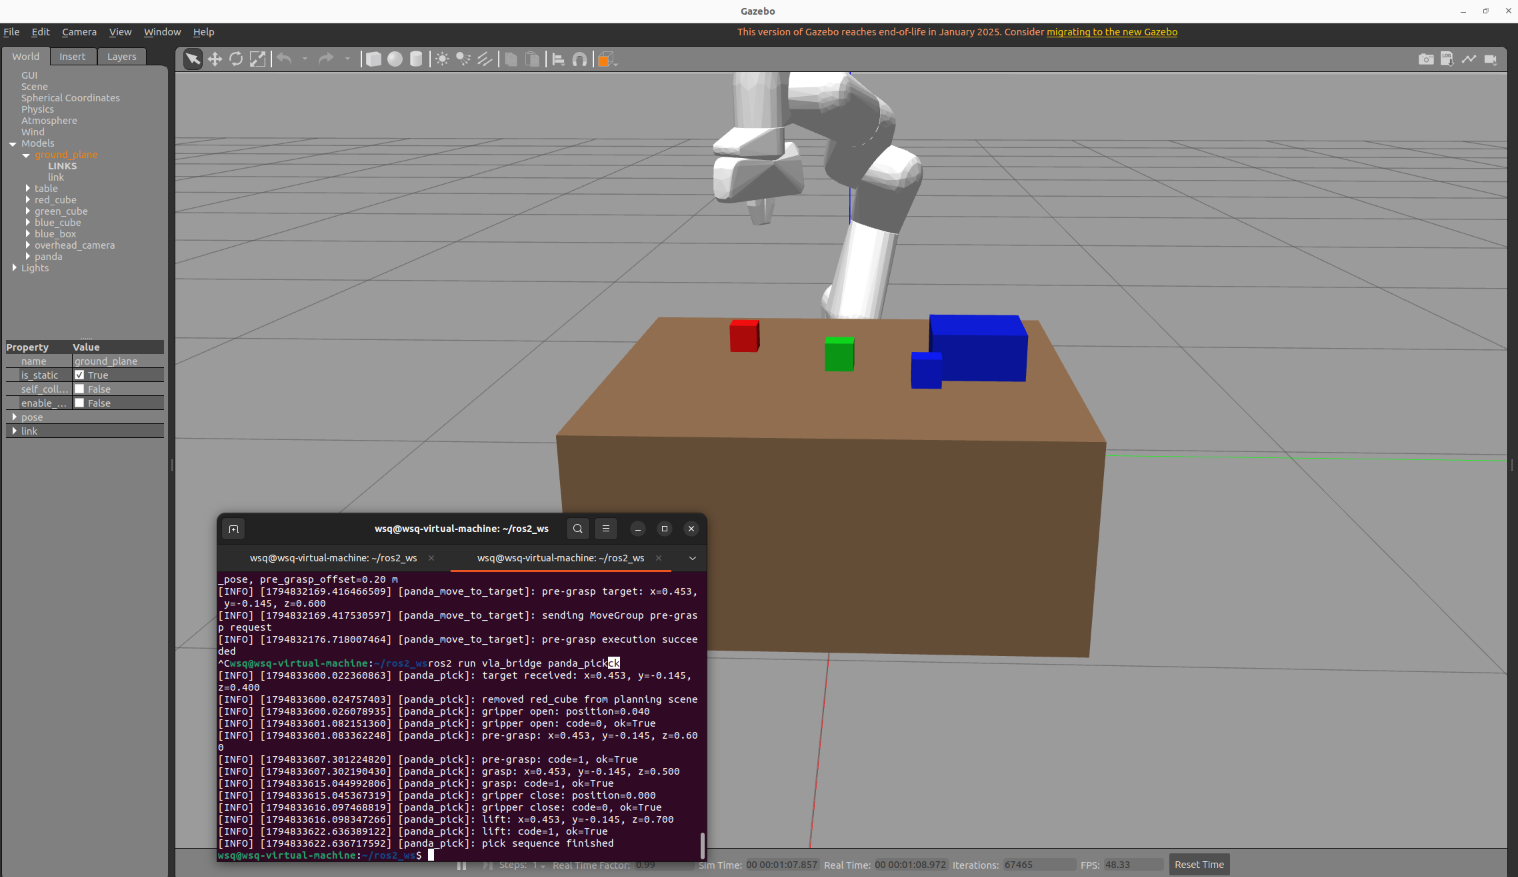 Gazebo
File Edit Camera View Window Help
This version of Gazebo reaches end-of-life in January 2025. Consider migrating to the new Gazebo
World Insert Layers
GUI
Scene
Spherical Coordinates
Physics
Atmosphere
Wind
Models
ground_plane
LINKS
link
table
red_cube
green_cube
blue_cube
blue_box
overhead_camera
panda
Lights
Property Value
name ground_plane
is_static True
self_coll... False
enable_... False
pose
link
wsq@wsq-virtual-machine: ~/ros2_ws
wsq@wsq-virtual-machine: ~/ros2_ws wsq@wsq-virtual-machine: ~/ros2_ws
_pose, pre_grasp_offset=0.20 m
[INFO] [1794832169.416466509] [panda_move_to_target]: pre-grasp target: x=0.453,
y=-0.145, z=0.600
[INFO] [1794832169.417530597] [panda_move_to_target]: sending MoveGroup pre-gras
p request
[INFO] [1794832176.718007464] [panda_move_to_target]: pre-grasp execution succee
ded
^Cwsq@wsq-virtual-machine:~/ros2_wsros2 run vla_bridge panda_pickck
[INFO] [1794833600.022360863] [panda_pick]: target received: x=0.453, y=-0.145,
z=0.400
[INFO] [1794833600.024757403] [panda_pick]: removed red_cube from planning scene
[INFO] [1794833600.026078935] [panda_pick]: gripper open: position=0.040
[INFO] [1794833601.082151360] [panda_pick]: gripper open: code=0, ok=True
[INFO] [1794833601.083362248] [panda_pick]: pre-grasp: x=0.453, y=-0.145, z=0.60
0
[INFO] [1794833607.301224820] [panda_pick]: pre-grasp: code=1, ok=True
[INFO] [1794833607.302190430] [panda_pick]: grasp: x=0.453, y=-0.145, z=0.500
[INFO] [1794833615.044992806] [panda_pick]: grasp: code=1, ok=True
[INFO] [1794833615.045367319] [panda_pick]: gripper close: position=0.000
[INFO] [1794833616.097468819] [panda_pick]: gripper close: code=0, ok=True
[INFO] [1794833616.098347266] [panda_pick]: lift: x=0.453, y=-0.145, z=0.700
[INFO] [1794833622.636389122] [panda_pick]: lift: code=1, ok=True
[INFO] [1794833622.636717592] [panda_pick]: pick sequence finished
wsq@wsq-virtual-machine:~/ros2_ws$
Steps: 1 Real Time Factor: 0.99 Sim Time: 00 00:01:07.857 Real Time: 00 00:01:08.972 Iterations: 67465 FPS: 48.33 Reset Time